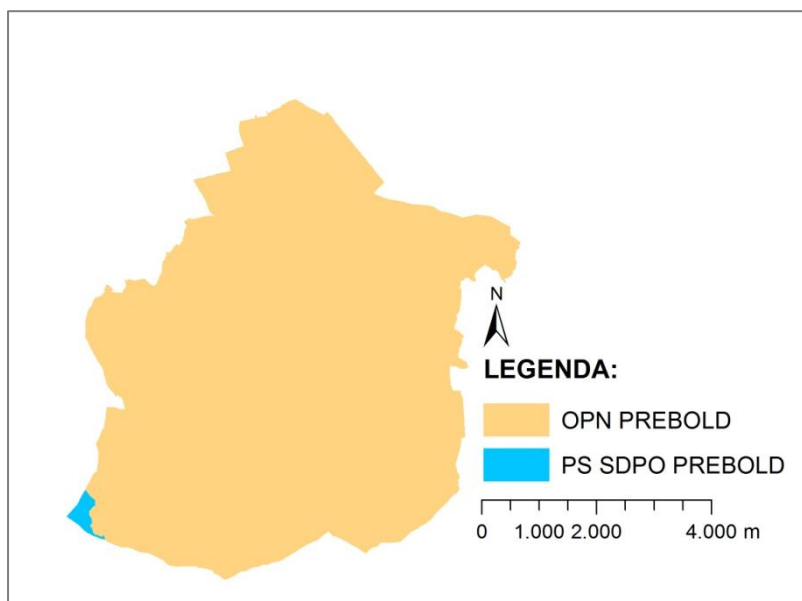 N
LEGENDA:
OPN PREBOLD
PS SDPO PREBOLD
0 1.000 2.000 4.000 m